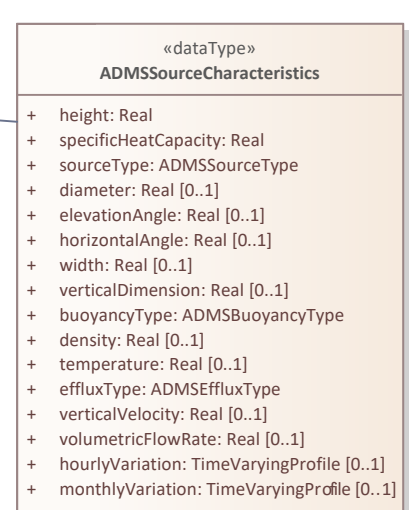 «dataType»
ADMSSourceCharacteristics
+ height: Real
+ specificHeatCapacity: Real
+ sourceType: ADMSSourceType
+ diameter: Real [0..1]
+ elevationAngle: Real [0..1]
+ horizontalAngle: Real [0..1]
+ width: Real [0..1]
+ verticalDimension: Real [0..1]
+ buoyancyType: ADMSBuoyancyType
+ density: Real [0..1]
+ temperature: Real [0..1]
+ effluxType: ADMSEffluxType
+ verticalVelocity: Real [0..1]
+ volumetricFlowRate: Real [0..1]
+ hourlyVariation: TimeVaryingProfile [0..1]
+ monthlyVariation: TimeVaryingProfile [0..1]